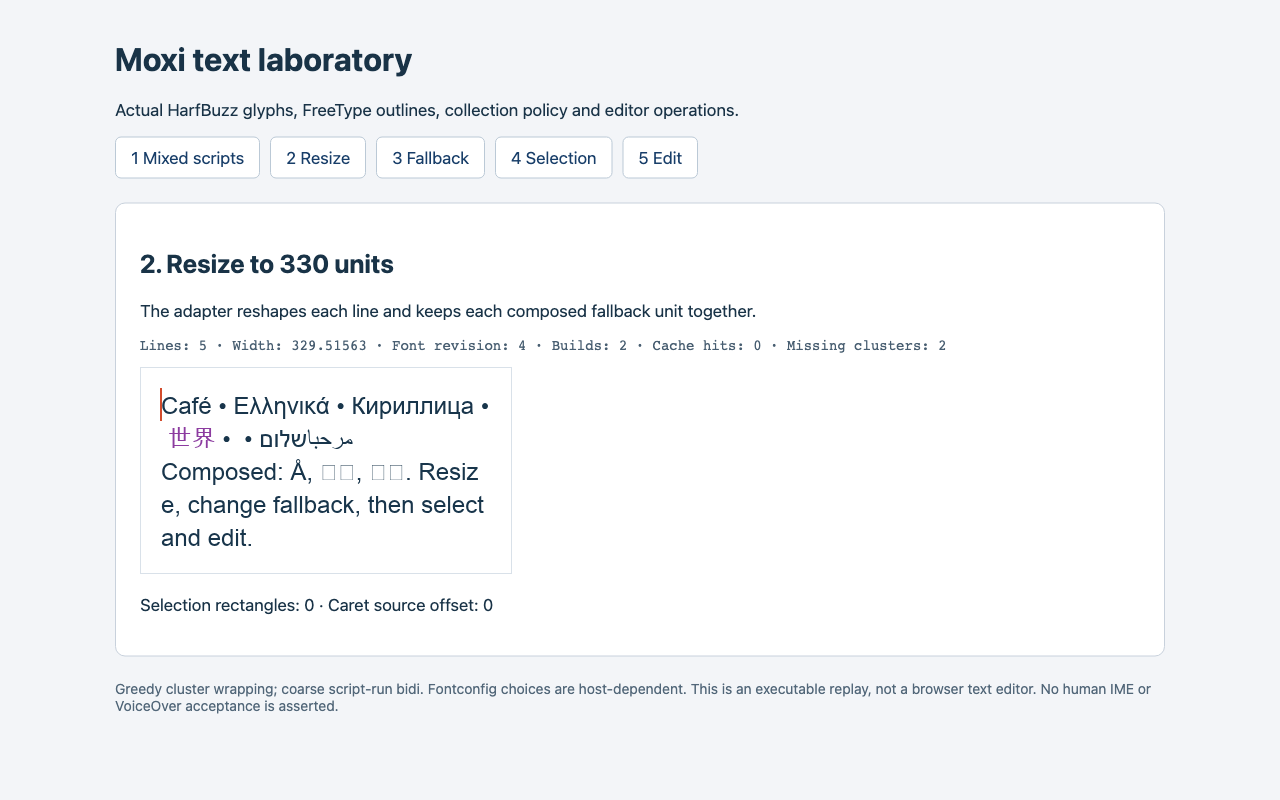 Moxi text laboratory
Actual HarfBuzz glyphs, FreeType outlines, collection policy and editor operations.
1 Mixed scripts
2 Resize
3 Fallback
4 Selection
5 Edit
2. Resize to 330 units
The adapter reshapes each line and keeps each composed fallback unit together.
Lines: 5 · Width: 329.51563 · Font revision: 4 · Builds: 2 · Cache hits: 0 · Missing clusters: 2
Café • Ελληνικά • Кириллица •
世界 • • שלוםمرحبا
Composed: Å, □□, □□. Resiz
e, change fallback, then select
and edit.
Selection rectangles: 0 · Caret source offset: 0
Greedy cluster wrapping; coarse script-run bidi. Fontconfig choices are host-dependent. This is an executable replay, not a browser text editor. No human IME or
VoiceOver acceptance is asserted.